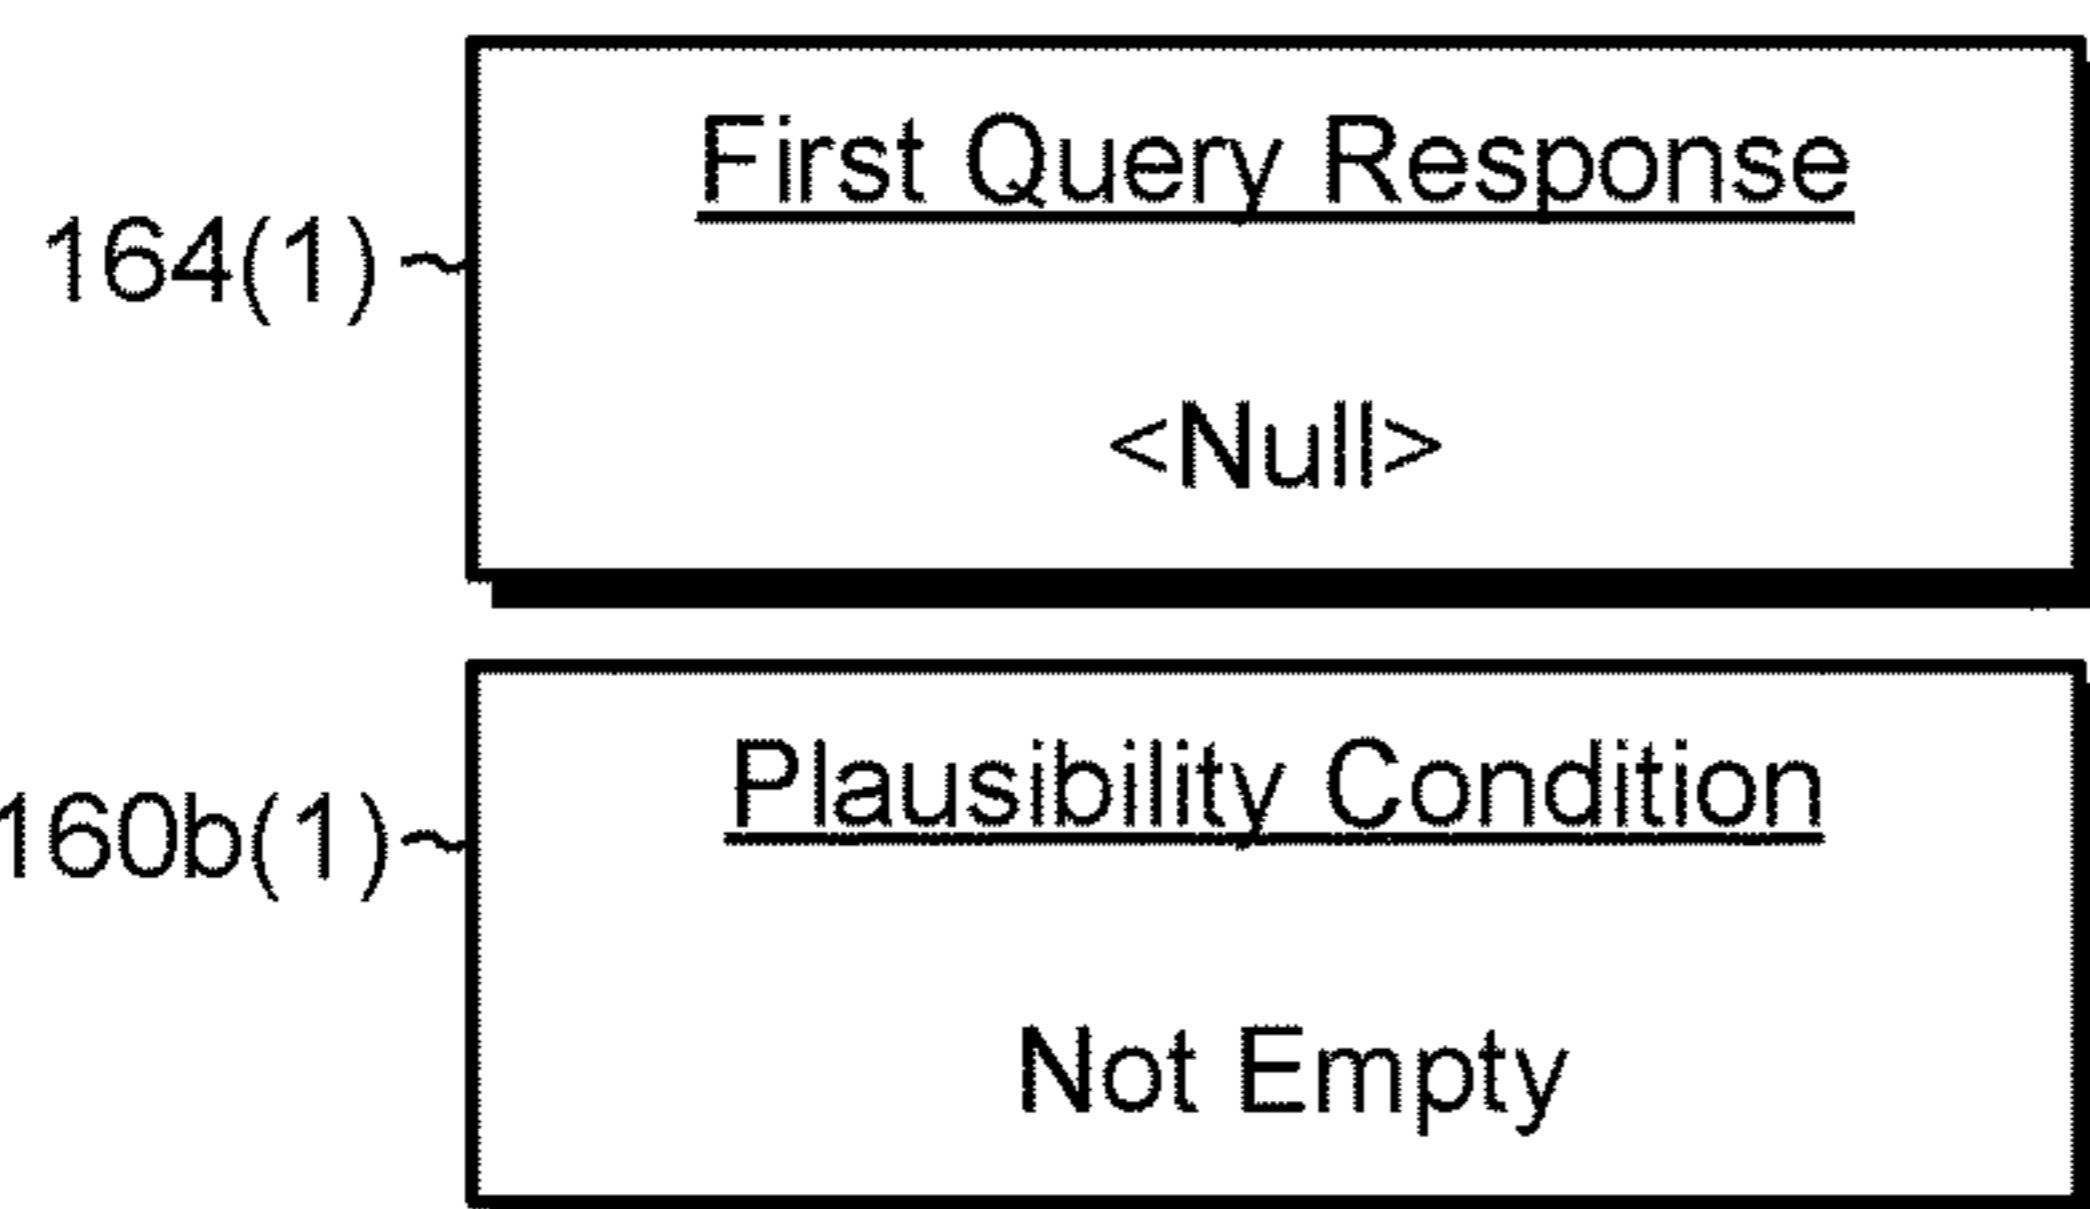 First Query Response
164(1)
<Null>
Plausibility Condition
160b(1)
Not Empty